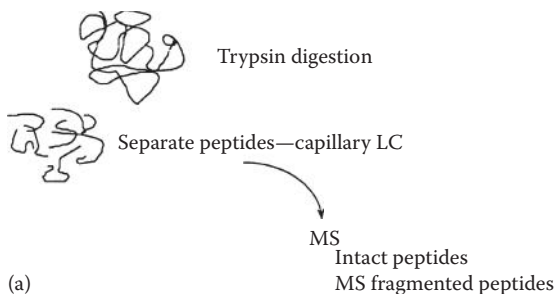 Trypsin digestion
Separate peptides—capillary LC
MS
Intact peptides
(a)
MS fragmented peptides